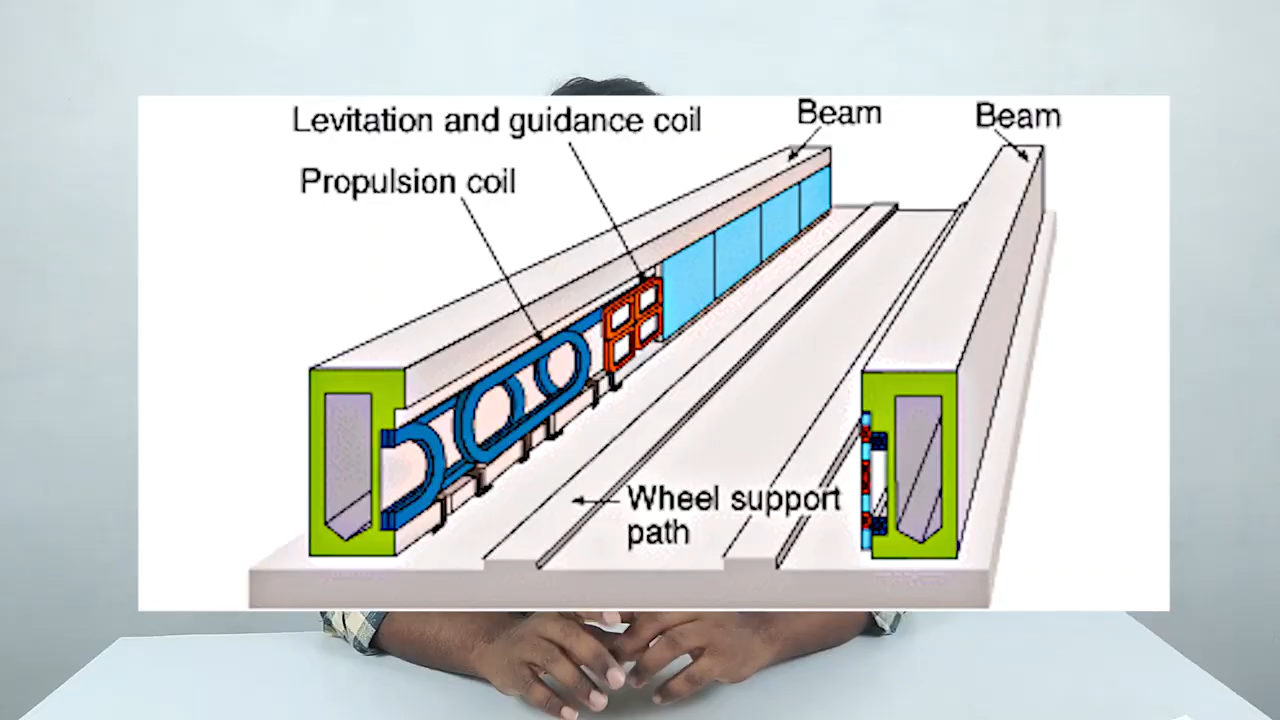 Levitation and guidance coil
Beam
Beam
Propulsion coil
Wheel support
path